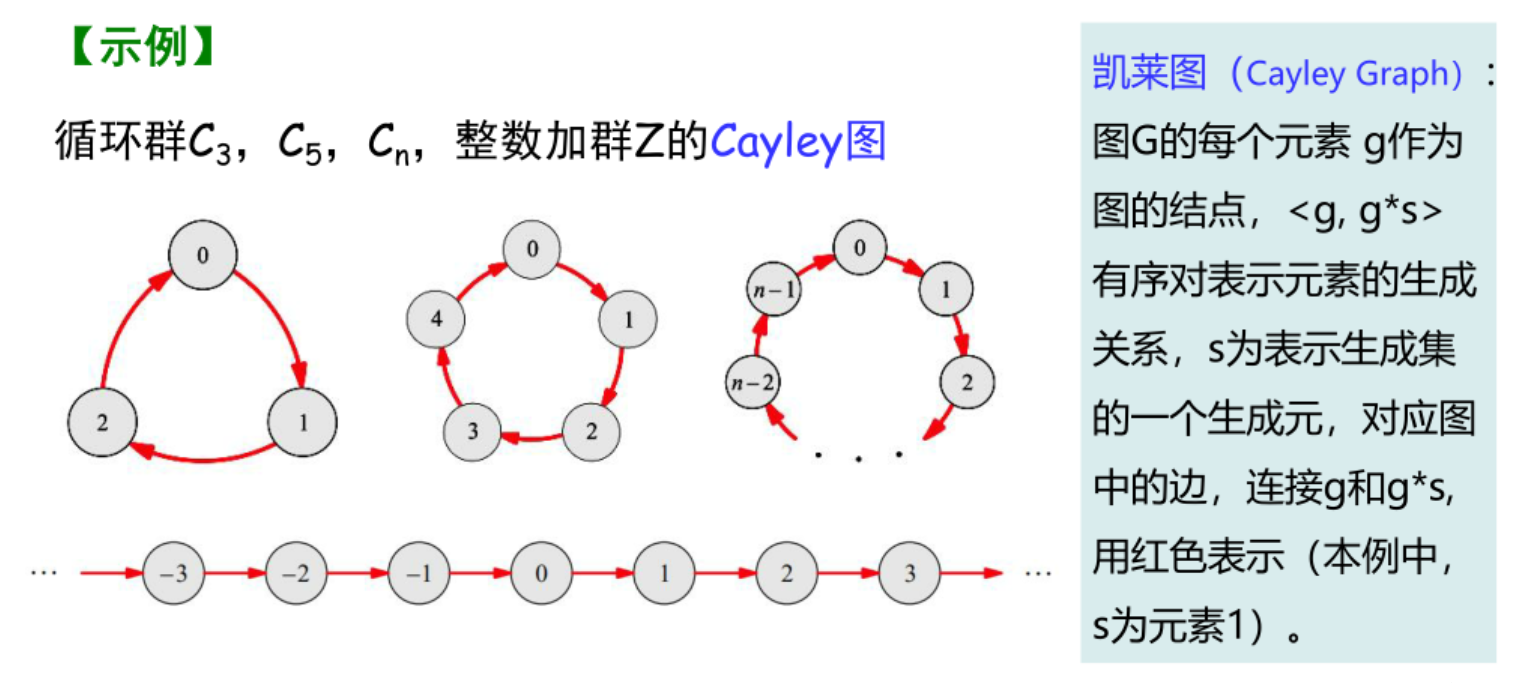 【示例】
循环群C₃，C₅，Cₙ，整数加群Z的Cayley图
0
2
1
0
4
1
3
2
0
n−1
1
n−2
2
. . .
… −3 −2 −1 0 1 2 3 …
凯莱图（Cayley Graph）:
图G的每个元素 g作为
图的结点，<g, g*s>
有序对表示元素的生成
关系，s为表示生成集
的一个生成元，对应图
中的边，连接g和g*s,
用红色表示（本例中，
s为元素1）。